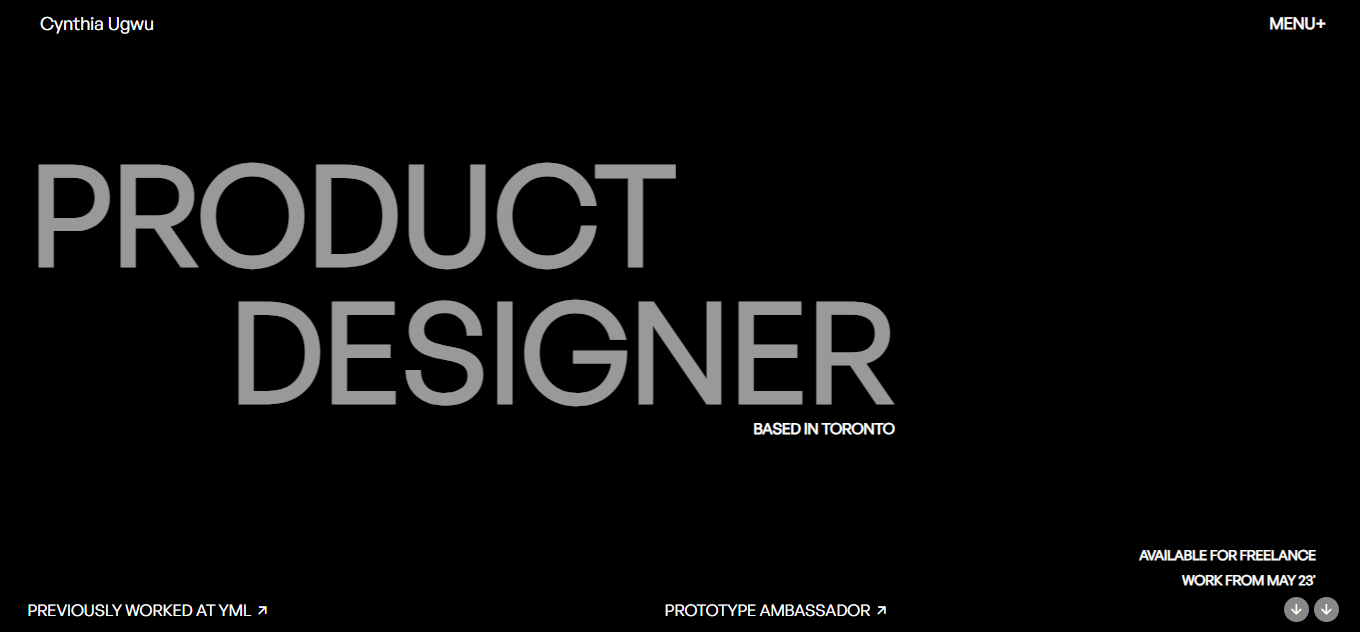 Cynthia Ugwu
MENU+
PRODUCT
DESIGNER
BASED IN TORONTO
AVAILABLE FOR FREELANCE
WORK FROM MAY 23'
PREVIOUSLY WORKED AT YML ↗
PROTOTYPE AMBASSADOR ↗